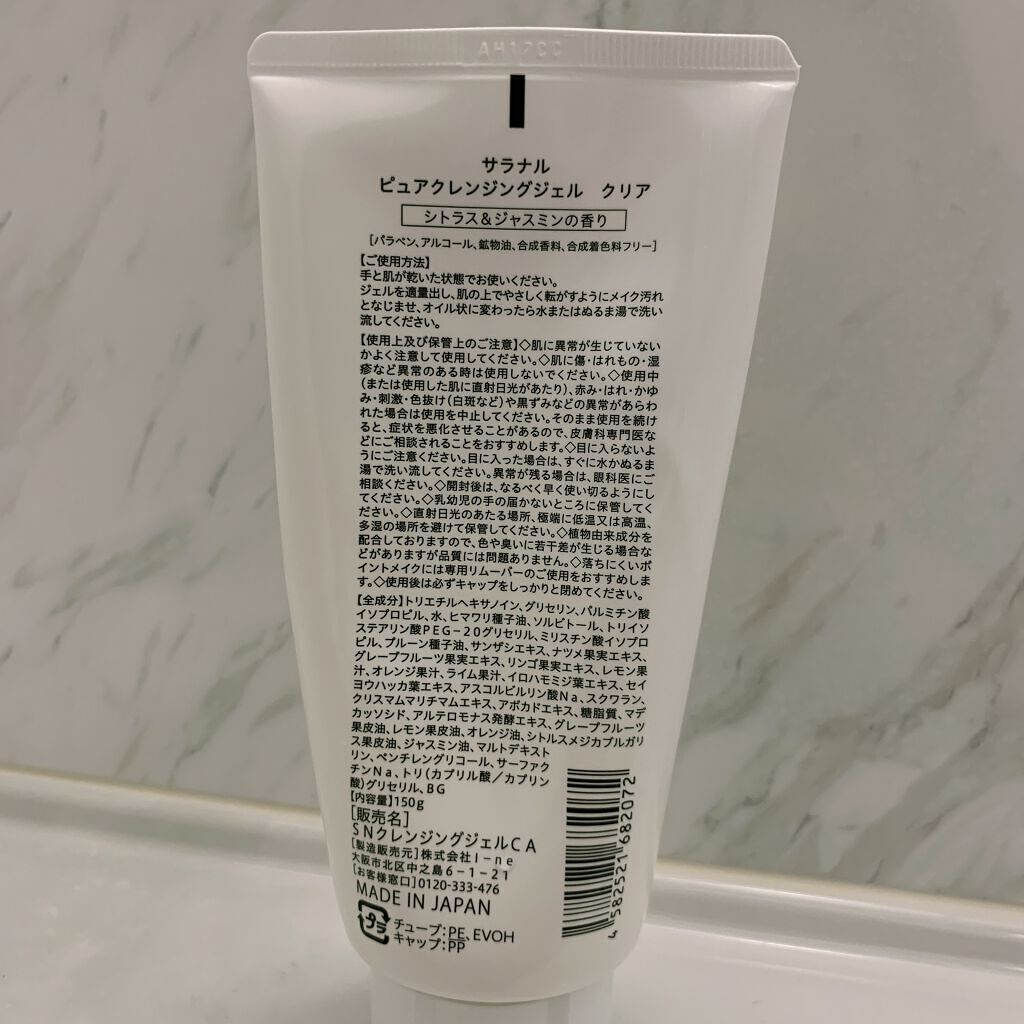 サラナル
ピュアクレンジングジェル クリア
シトラス＆ジャスミンの香り
[パラベン、アルコール、鉱物油、合成香料、合成着色料フリー]
【ご使用方法】
手と肌が乾いた状態でお使いください。
ジェルを適量出し、肌の上でやさしく転がすようにメイク汚れ
となじませ、オイル状に変わったら水またはぬるま湯で洗い
流してください。
【使用上及び保管上のご注意】◇肌に異常が生じていない
かよく注意して使用してください。◇肌に傷・はれもの・湿
疹など異常のある時は使用しないでください。◇使用中
(または使用した肌に直射日光があたり)、赤み・はれ・かゆ
み・刺激・色抜け(白斑など)や黒ずみなどの異常があらわ
れた場合は使用を中止してください。そのまま使用を続け
ると、症状を悪化させることがあるので、皮膚科専門医な
どにご相談されることをおすすめします。◇目に入らないよ
うにご注意ください。目に入った場合は、すぐに水かぬるま
湯で洗い流してください。異常が残る場合は、眼科医にご
相談ください。◇開封後は、なるべく早く使い切るようにし
てください。◇乳幼児の手の届かないところに保管してく
ださい。◇直射日光のあたる場所、極端に低温又は高温、
多湿の場所を避けて保管してください。◇植物由来成分を
配合しておりますので、色や臭いに若干差が生じる場合な
どがありますが品質には問題ありません。◇落ちにくいポ
イントメイクには専用リムーバーのご使用をおすすめしま
す。◇使用後は必ずキャップをしっかりと閉めてください。
【全成分】トリエチルヘキサノイン、グリセリン、パルミチン酸
イソプロピル、水、ヒマワリ種子油、ソルビトール、トリイソ
ステアリン酸PEG-20グリセリル、ミリスチン酸イソプロ
ピル、プルーン種子油、サンザシエキス、ナツメ果実エキス、
グレープフルーツ果実エキス、リンゴ果実エキス、レモン果
汁、オレンジ果汁、ライム果汁、イロハモミジ葉エキス、セイ
ヨウハッカ葉エキス、アスコルビルリン酸Na、スクワラン、
クリスマムマリチマムエキス、アボカドエキス、糖脂質、マデ
カッソシド、アルテロモナス発酵エキス、グレープフルーツ
果皮油、レモン果皮油、オレンジ油、シトルスメジカブルガリ
ス果皮油、ジャスミン油、マルトデキスト
リン、ペンチレングリコール、サーファク
チンNa、トリ(カプリル酸／カプリン
酸)グリセリル、BG
【内容量】150g
[販売名]
SNクレンジングジェルCA
[製造販売元]株式会社I-ne
大阪市北区中之島6-1-21
[お客様窓口]0120-333-476
MADE IN JAPAN
プラ
チューブ：PE、EVOH
キャップ：PP
4 582521 682072